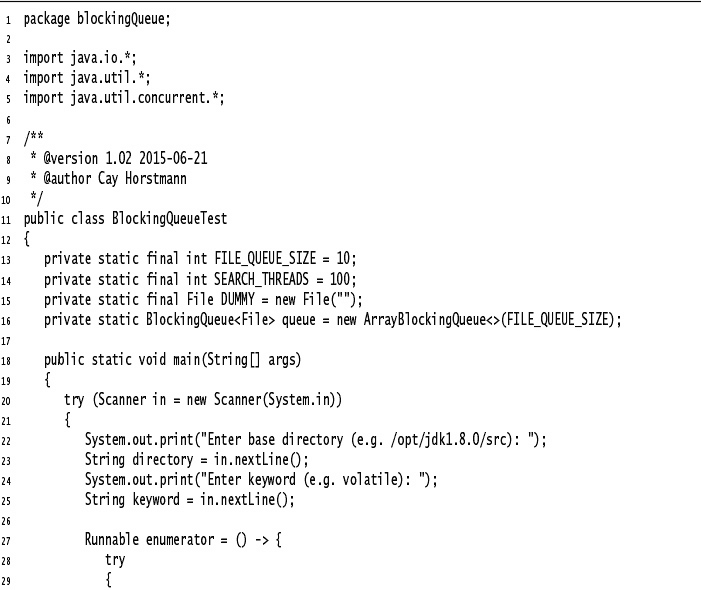 1 package blockingQueue;
2
3 import java.io.*;
4 import java.util.*;
5 import java.util.concurrent.*;
6
7 /**
8  * @version 1.02 2015-06-21
9  * @author Cay Horstmann
10  */
11 public class BlockingQueueTest
12 {
13    private static final int FILE_QUEUE_SIZE = 10;
14    private static final int SEARCH_THREADS = 100;
15    private static final File DUMMY = new File("");
16    private static BlockingQueue<File> queue = new ArrayBlockingQueue<>(FILE_QUEUE_SIZE);
17
18    public static void main(String[] args)
19    {
20       try (Scanner in = new Scanner(System.in))
21       {
22          System.out.print("Enter base directory (e.g. /opt/jdk1.8.0/src): ");
23          String directory = in.nextLine();
24          System.out.print("Enter keyword (e.g. volatile): ");
25          String keyword = in.nextLine();
26
27          Runnable enumerator = () -> {
28             try
29             {